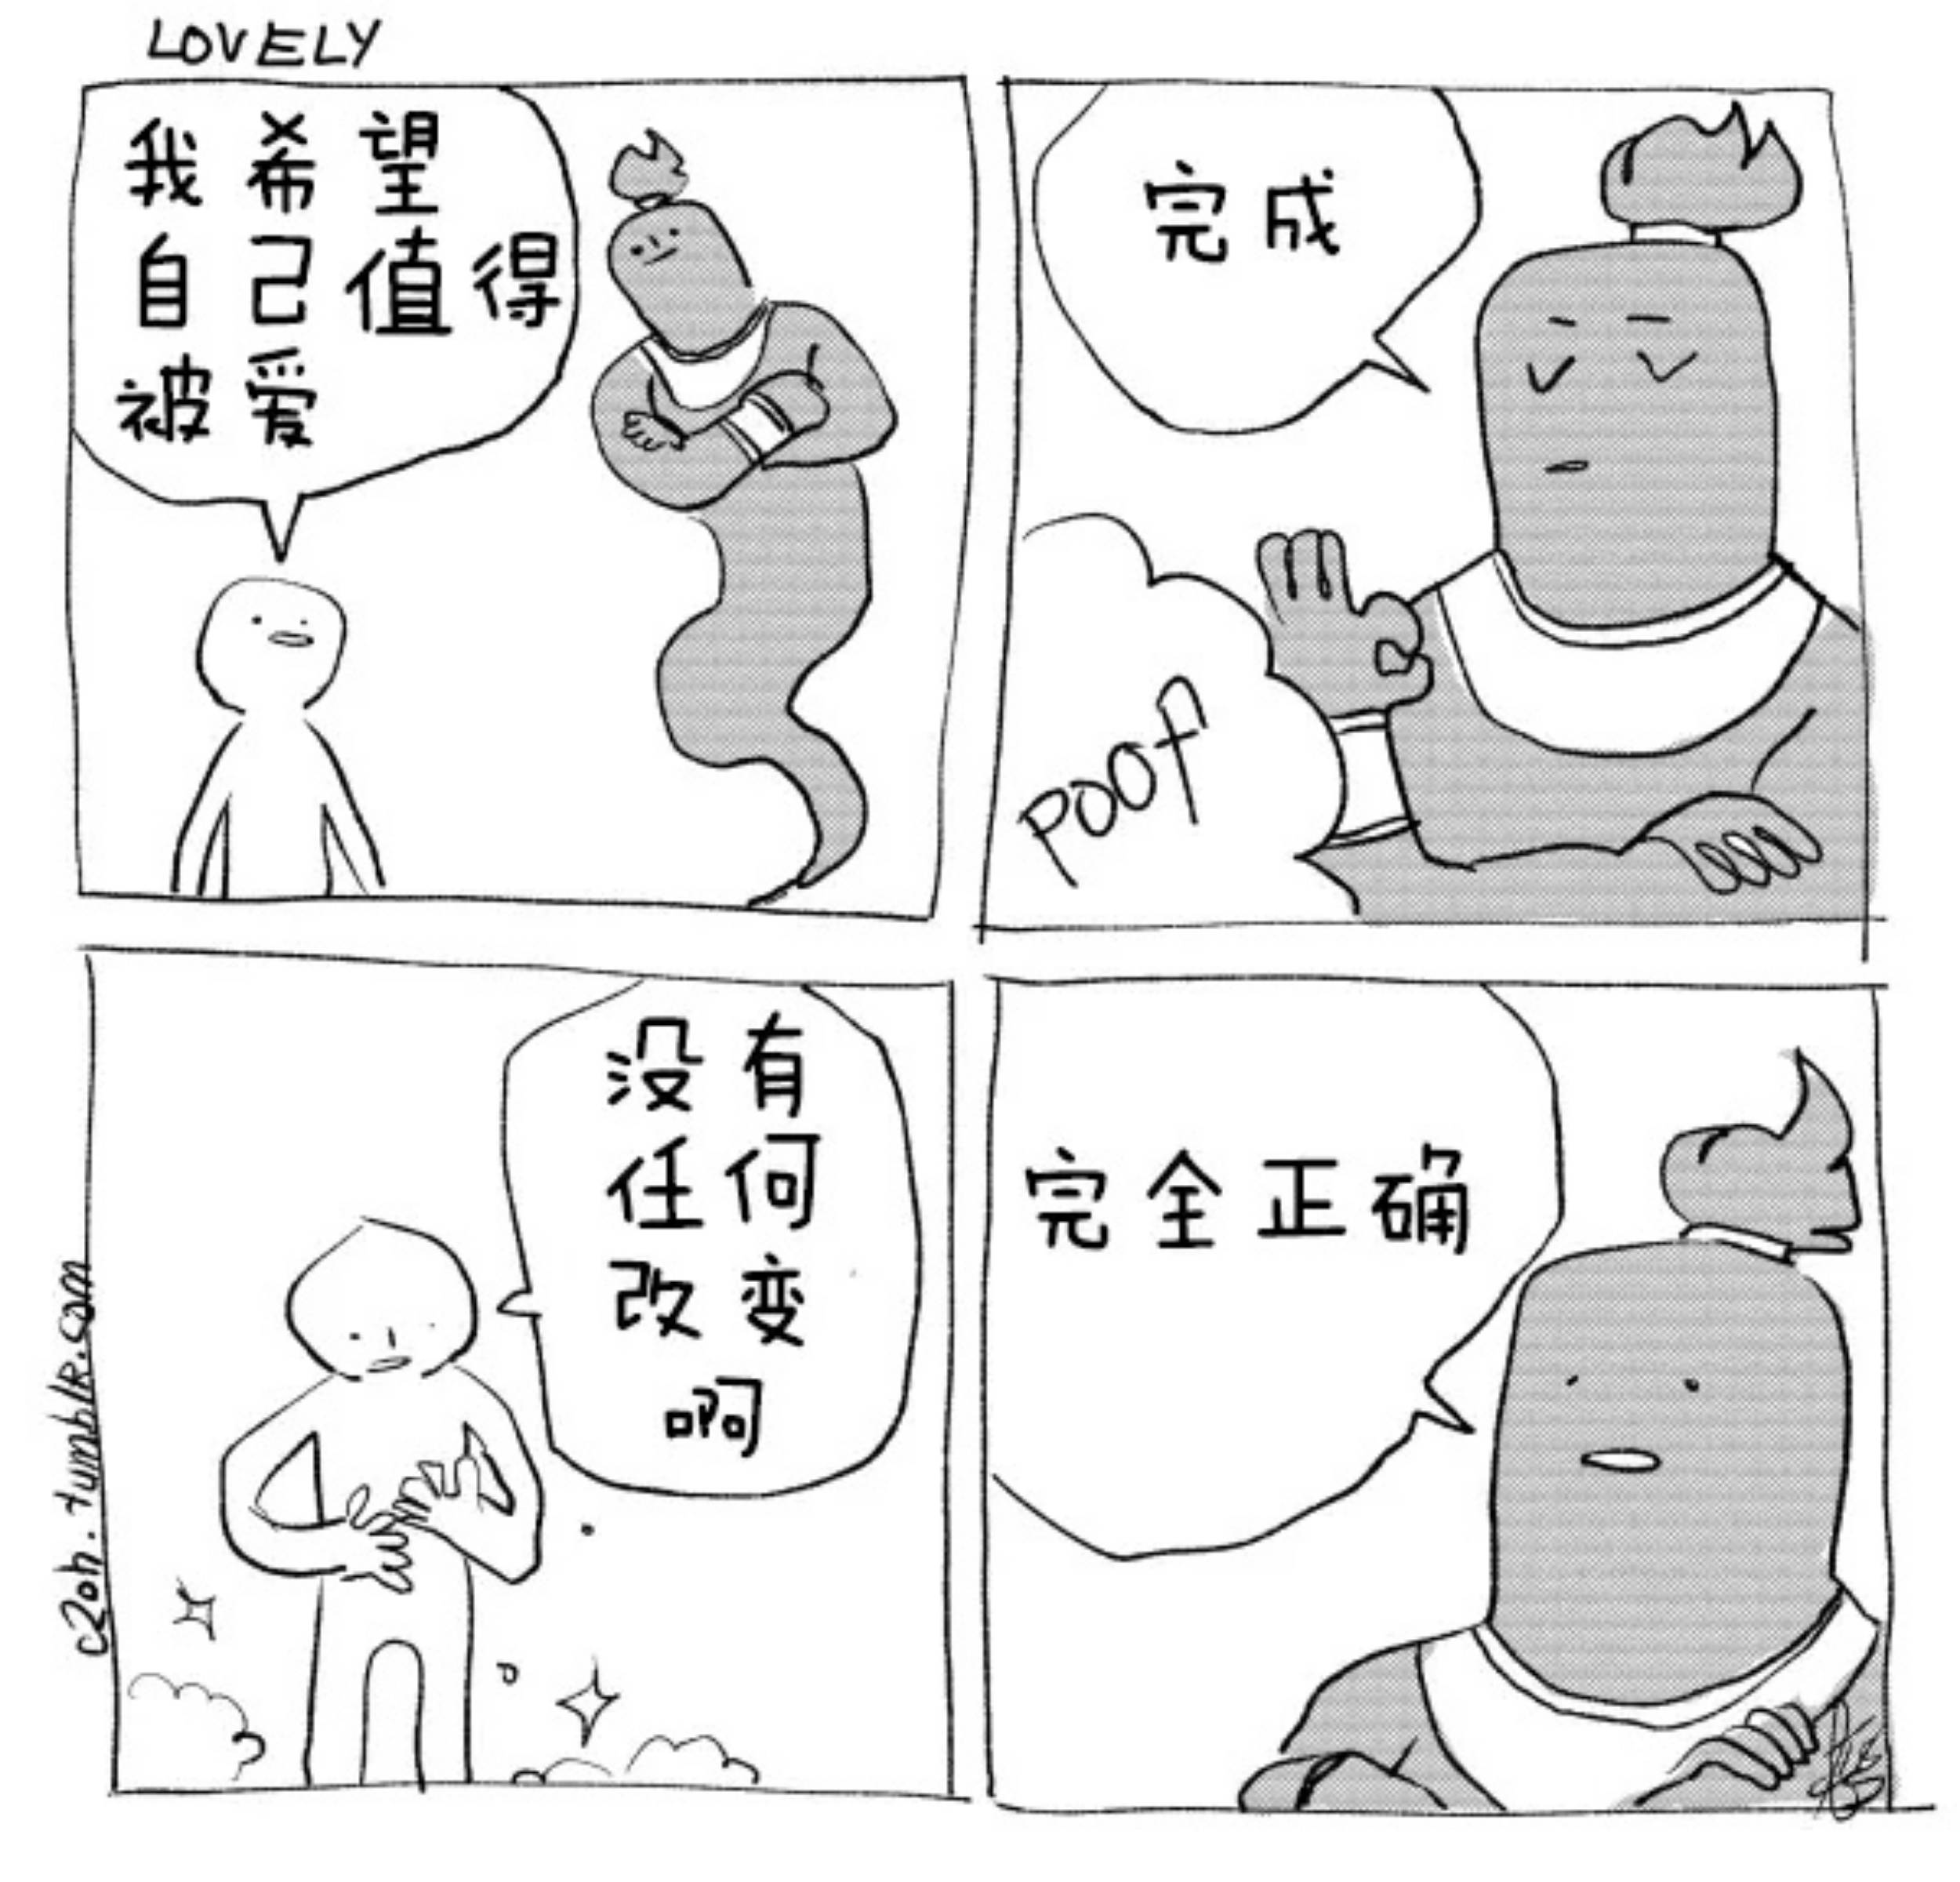 LOVELY
我希望
自己值得
被爱
完成
POOf
没有
任何
改变
啊
完全正确
c2oh.tumblR.com